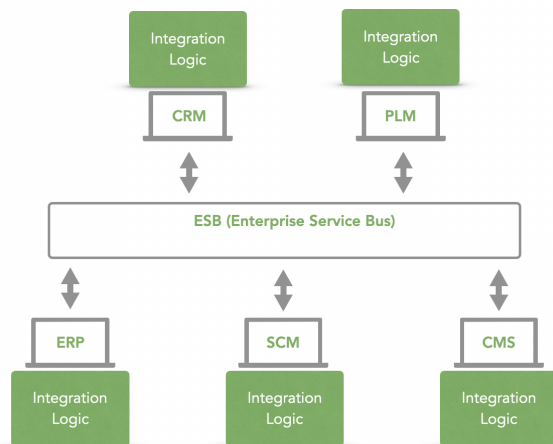 Integration
Logic
Integration
Logic
CRM
PLM
ESB (Enterprise Service Bus)
ERP
SCM
CMS
Integration
Logic
Integration
Logic
Integration
Logic